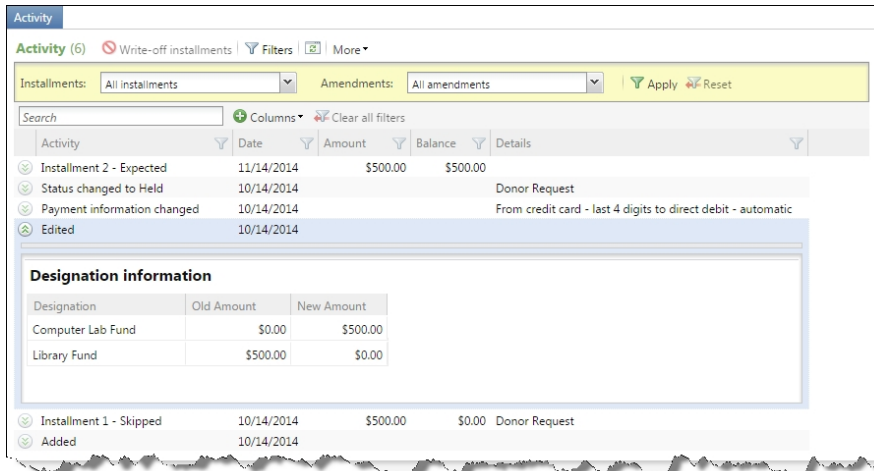 Activity
Activity (6) Write-off installments Filters More
Installments: All installments Amendments: All amendments Apply Reset
Search Columns Clear all filters
Activity Date Amount Balance Details
Installment 2 - Expected 11/14/2014 $500.00 $500.00
Status changed to Held 10/14/2014 Donor Request
Payment information changed 10/14/2014 From credit card - last 4 digits to direct debit - automatic
Edited 10/14/2014
Designation information
Designation Old Amount New Amount
Computer Lab Fund $0.00 $500.00
Library Fund $500.00 $0.00
Installment 1 - Skipped 10/14/2014 $500.00 $0.00 Donor Request
Added 10/14/2014